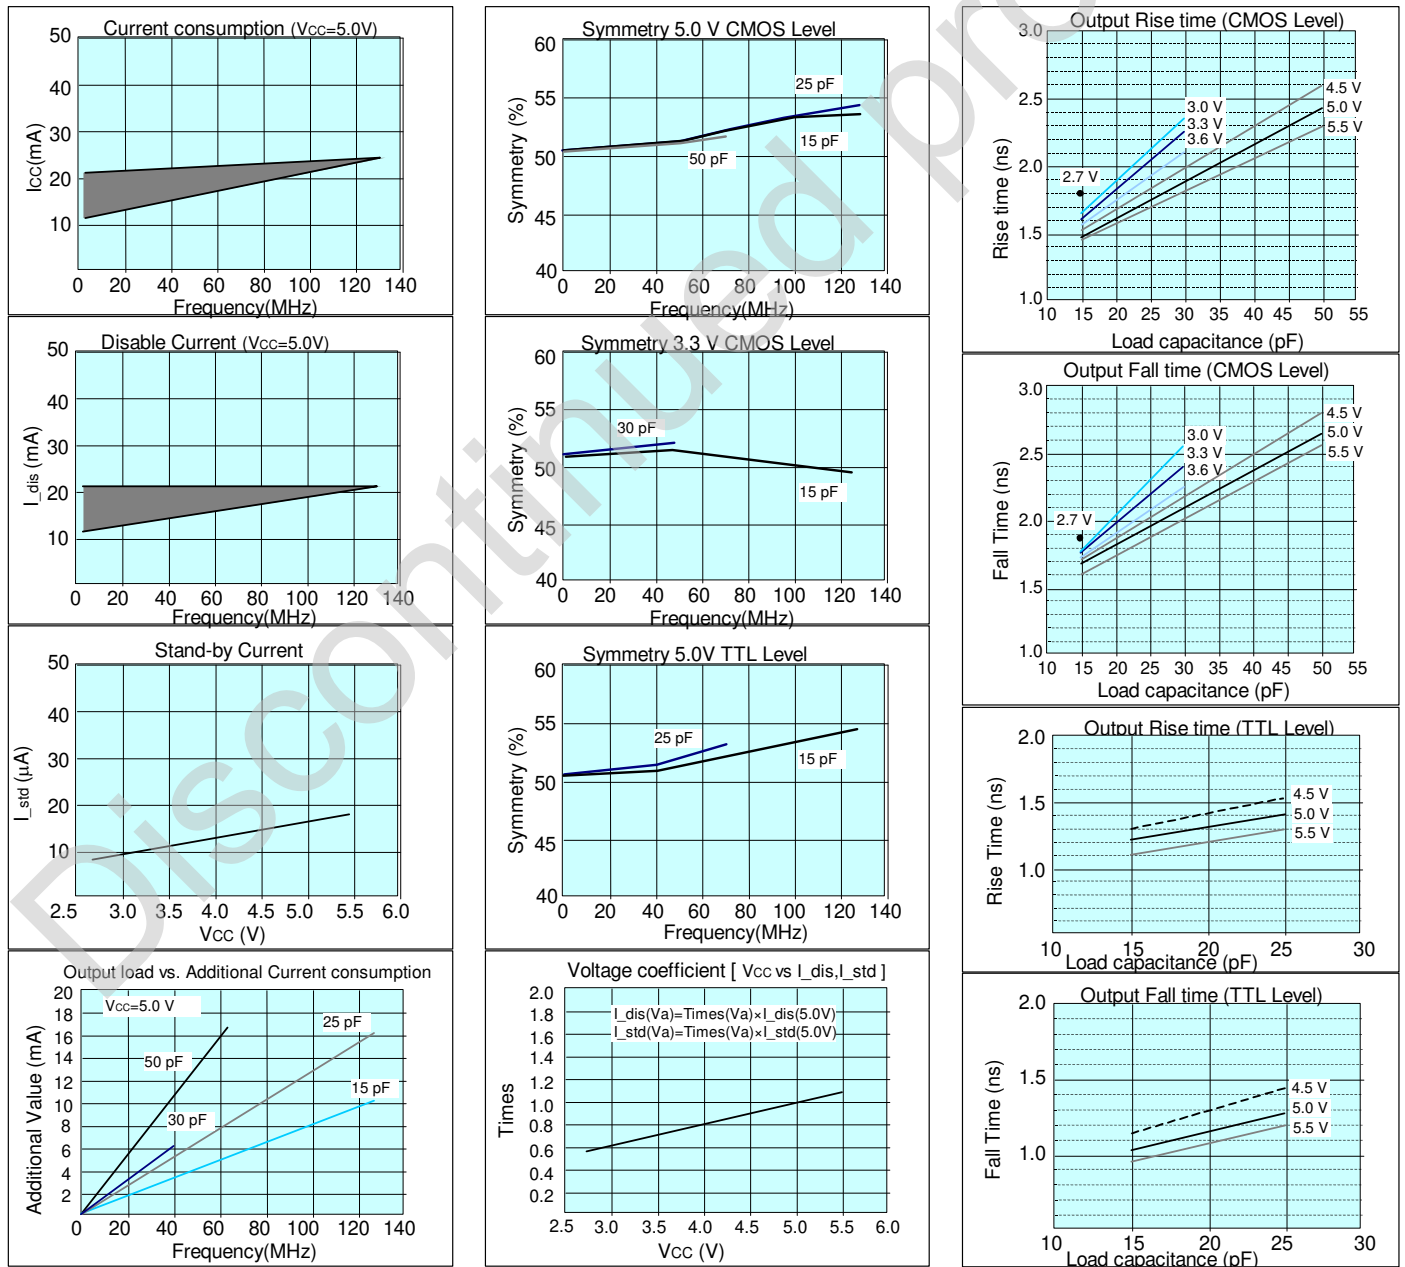 Current consumption (VCC=5.0V)
50
40
30
20
10
ICC(mA)
0 20 40 60 80 100 120 140
Frequency(MHz)
Disable Current (VCC=5.0V)
50
40
30
20
10
I_dis (mA)
0 20 40 60 80 100 120 140
Frequency(MHz)
Stand-by Current
50
40
30
20
10
I_std (µA)
2.5 3.0 3.5 4.0 4.5 5.0 5.5 6.0
VCC (V)
Output load vs. Additional Current consumption
20
18
16
14
12
10
8
6
4
2
Additional Value (mA)
VCC=5.0 V
25 pF
50 pF
15 pF
30 pF
0 20 40 60 80 100 120 140
Frequency(MHz)
Symmetry 5.0 V CMOS Level
60
55
50
45
40
Symmetry (%)
25 pF
15 pF
50 pF
0 20 40 60 80 100 120 140
Frequency(MHz)
Symmetry 3.3 V CMOS Level
60
55
50
45
40
Symmetry (%)
30 pF
15 pF
0 20 40 60 80 100 120 140
Frequency(MHz)
Symmetry 5.0V TTL Level
60
55
50
45
40
Symmetry (%)
25 pF
15 pF
0 20 40 60 80 100 120 140
Frequency(MHz)
Voltage coefficient [ VCC vs I_dis,I_std ]
2.0
1.8
1.6
1.4
1.2
1.0
0.8
0.6
0.4
0.2
Times
I_dis(Va)=Times(Va)×I_dis(5.0V)
I_std(Va)=Times(Va)×I_std(5.0V)
2.5 3.0 3.5 4.0 4.5 5.0 5.5 6.0
VCC (V)
Output Rise time (CMOS Level)
3.0
2.5
2.0
1.5
1.0
Rise time (ns)
4.5 V
5.0 V
5.5 V
3.0 V
3.3 V
3.6 V
2.7 V
10 15 20 25 30 35 40 45 50 55
Load capacitance (pF)
Output Fall time (CMOS Level)
3.0
2.5
2.0
1.5
1.0
Fall Time (ns)
4.5 V
5.0 V
5.5 V
3.0 V
3.3 V
3.6 V
2.7 V
10 15 20 25 30 35 40 45 50 55
Load capacitance (pF)
Output Rise time (TTL Level)
2.0
1.5
1.0
Rise Time (ns)
4.5 V
5.0 V
5.5 V
10 15 20 25 30
Load capacitance (pF)
Output Fall time (TTL Level)
2.0
1.5
1.0
Fall Time (ns)
4.5 V
5.0 V
5.5 V
10 15 20 25 30
Load capacitance (pF)
Discontinued pro